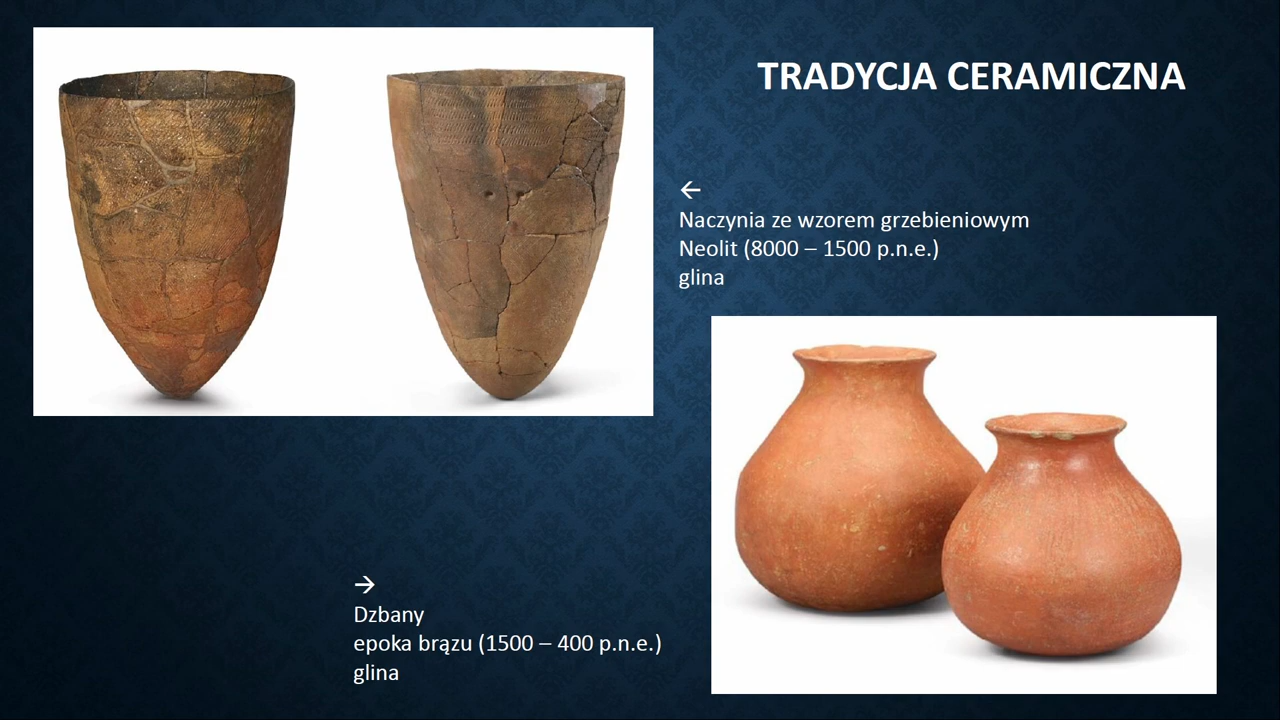 TRADYCJA CERAMICZNA
←
Naczynia ze wzorem grzebieniowym
Neolit (8000 – 1500 p.n.e.)
glina
→
Dzbany
epoka brązu (1500 – 400 p.n.e.)
glina